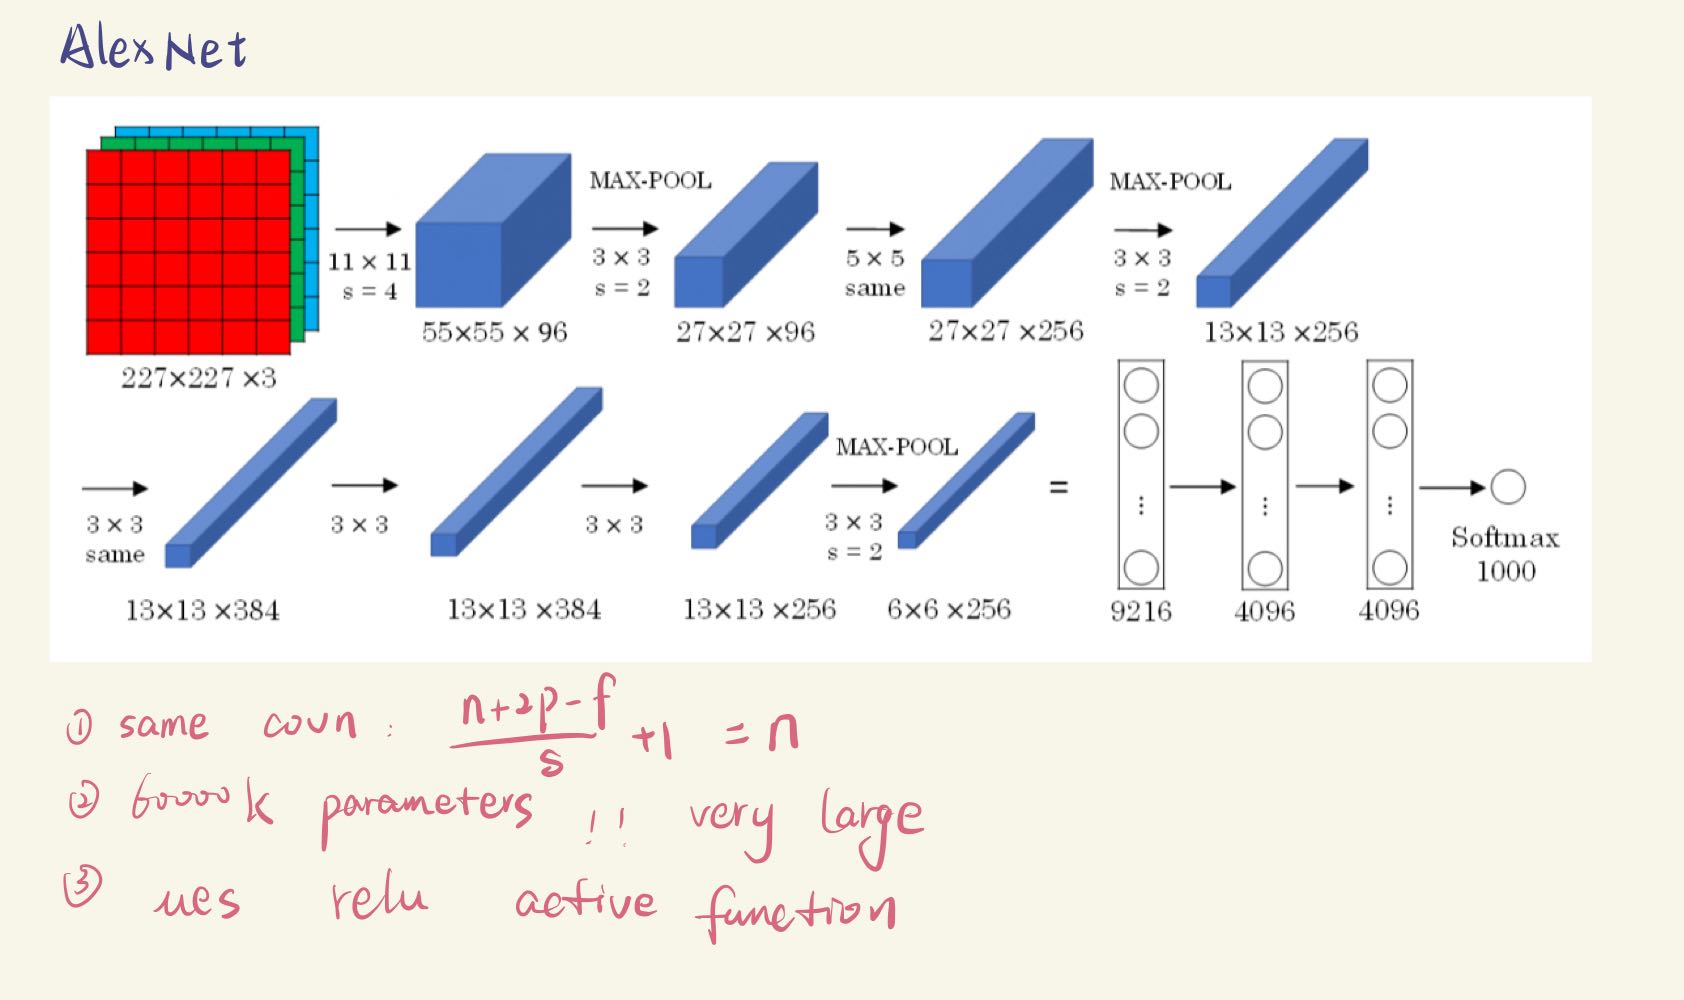 AlexNet
MAX-POOL
MAX-POOL
11 × 11
s = 4
3 × 3
s = 2
5 × 5
same
3 × 3
s = 2
227×227 ×3
55×55 × 96
27×27 ×96
27×27 ×256
13×13 ×256
MAX-POOL
3 × 3
same
3 × 3
3 × 3
3 × 3
s = 2
=
⋮
⋮
⋮
Softmax
1000
13×13 ×384
13×13 ×384
13×13 ×256
6×6 ×256
9216
4096
4096
① same coun : (n+2p-f)/s +1 = n
② 60000k parameters !! very large
③ ues relu active function